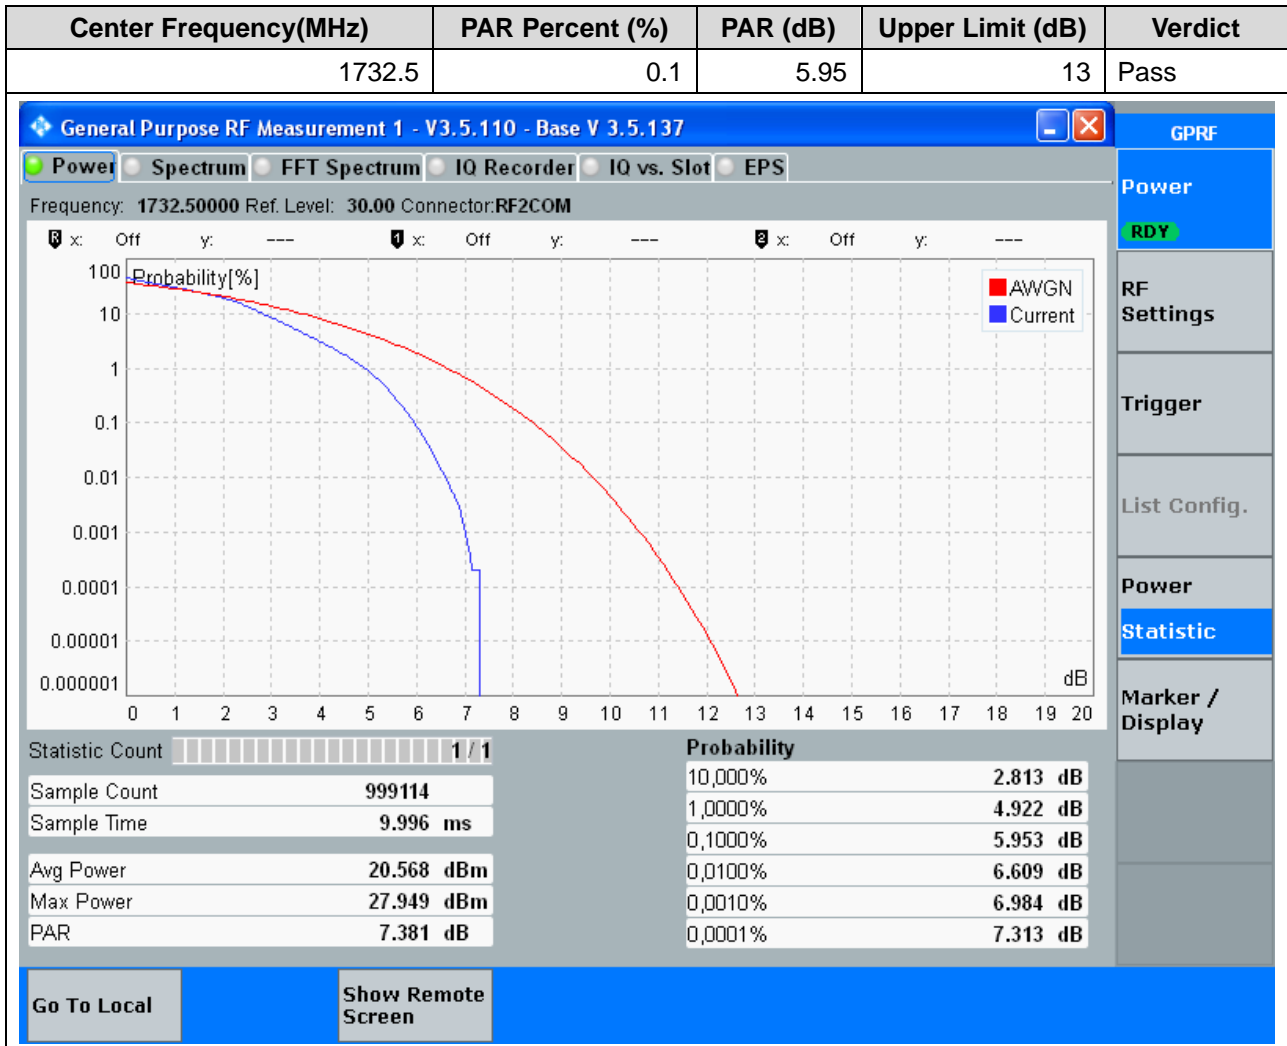 Center Frequency(MHz) PAR Percent (%) PAR (dB) Upper Limit (dB) Verdict
1732.5 0.1 5.95 13 Pass
General Purpose RF Measurement 1 - V3.5.110 - Base V 3.5.137
GPRF
Power Spectrum FFT Spectrum IQ Recorder IQ vs. Slot EPS
Frequency: 1732.50000 Ref. Level: 30.00 Connector:RF2COM
R x: Off y: --- 1 x: Off y: --- 2 x: Off y: ---
Probability[%]
AWGN
Current
100
10
1
0.1
0.01
0.001
0.0001
0.00001
0.000001
dB
0 1 2 3 4 5 6 7 8 9 10 11 12 13 14 15 16 17 18 19 20
Statistic Count 1 / 1
Sample Count 999114
Sample Time 9.996 ms
Avg Power 20.568 dBm
Max Power 27.949 dBm
PAR 7.381 dB
Probability
10,000% 2.813 dB
1,0000% 4.922 dB
0,1000% 5.953 dB
0,0100% 6.609 dB
0,0010% 6.984 dB
0,0001% 7.313 dB
Power
RDY
RF
Settings
Trigger
List Config.
Power
Statistic
Marker /
Display
Go To Local
Show Remote
Screen